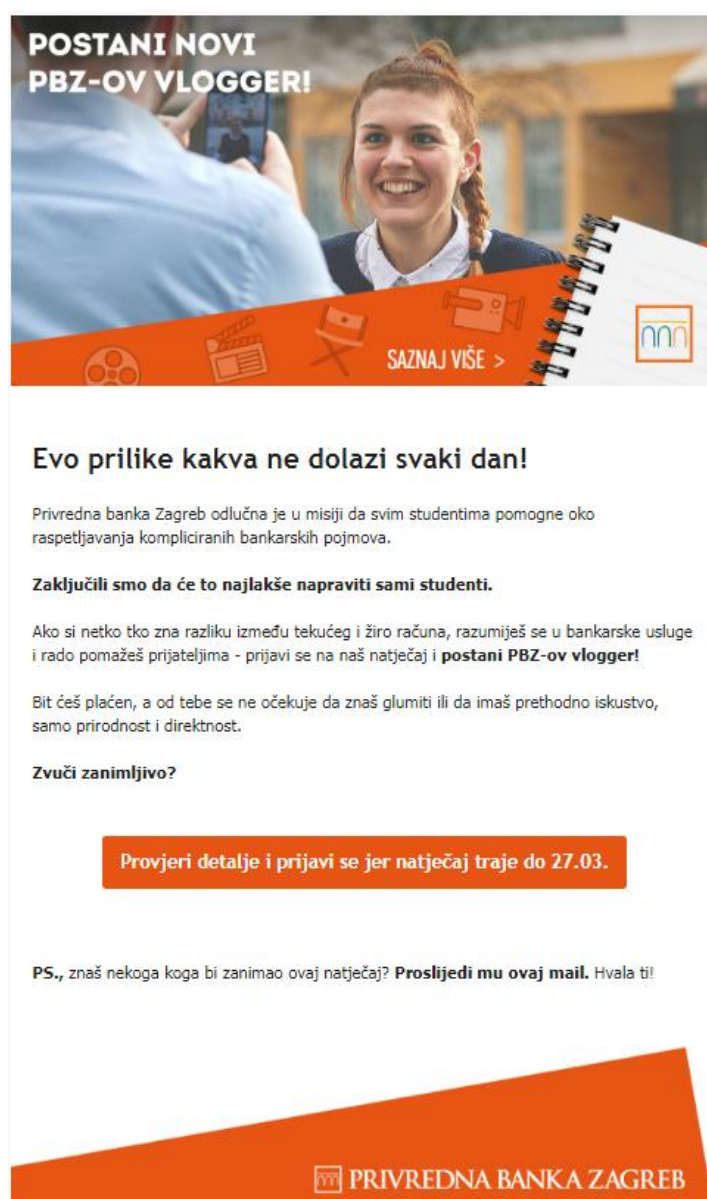 POSTANI NOVI
PBZ-OV VLOGGER!
SAZNAJ VIŠE >
Evo prilike kakva ne dolazi svaki dan!
Privredna banka Zagreb odlučna je u misiji da svim studentima pomogne oko
raspetljavanja kompliciranih bankarskih pojmova.
Zaključili smo da će to najlakše napraviti sami studenti.
Ako si netko tko zna razliku između tekućeg i žiro računa, razumiješ se u bankarske usluge
i rado pomažeš prijateljima - prijavi se na naš natječaj i postani PBZ-ov vlogger!
Bit ćeš plaćen, a od tebe se ne očekuje da znaš glumiti ili da imaš prethodno iskustvo,
samo prirodnost i direktnost.
Zvuči zanimljivo?
Provjeri detalje i prijavi se jer natječaj traje do 27.03.
PS., znaš nekoga koga bi zanimao ovaj natječaj? Proslijedi mu ovaj mail. Hvala ti!
PRIVREDNA BANKA ZAGREB